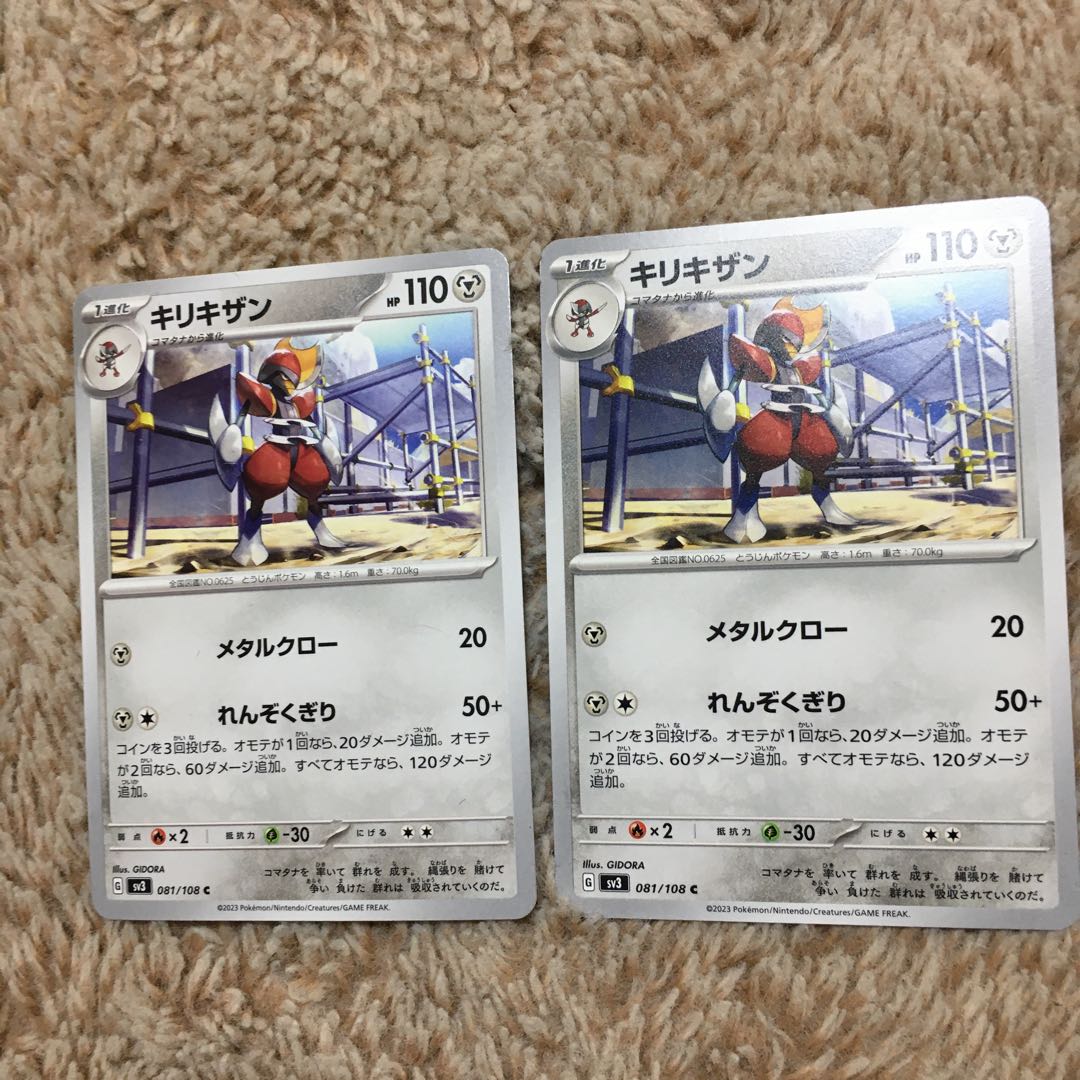 1進化
キリキザン
HP 110
コマタナから進化
全国図鑑NO.0625 とうじんポケモン 高さ:1.6m 重さ:70.0kg
メタルクロー 20
れんぞくぎり 50+
コインを3回投げる。オモテが1回なら、20ダメージ追加。オモテ
が2回なら、60ダメージ追加。すべてオモテなら、120ダメージ
追加。
弱点 ×2 抵抗力 -30 にげる
Illus. GIDORA
G sv3 081/108 C
コマタナを 率いて 群れを 成す。 縄張りを 賭けて
争い 負けた 群れは 吸収されていくのだ。
©2023 Pokémon/Nintendo/Creatures/GAME FREAK.
1進化
キリキザン
HP 110
コマタナから進化
全国図鑑NO.0625 とうじんポケモン 高さ:1.6m 重さ:70.0kg
メタルクロー 20
れんぞくぎり 50+
コインを3回投げる。オモテが1回なら、20ダメージ追加。オモテ
が2回なら、60ダメージ追加。すべてオモテなら、120ダメージ
追加。
弱点 ×2 抵抗力 -30 にげる
Illus. GIDORA
G sv3 081/108 C
コマタナを 率いて 群れを 成す。 縄張りを 賭けて
争い 負けた 群れは 吸収されていくのだ。
©2023 Pokémon/Nintendo/Creatures/GAME FREAK.